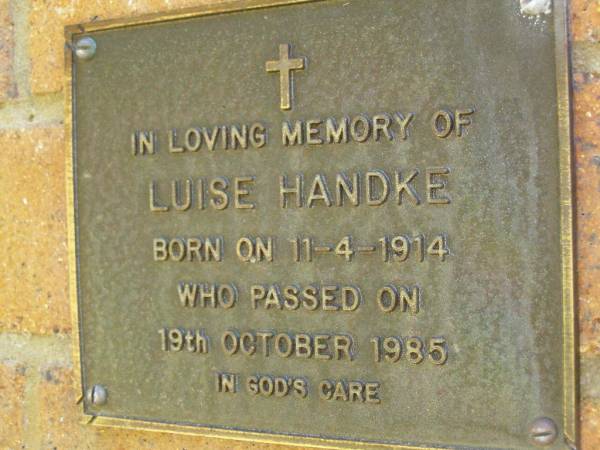 IN LOVING MEMORY OF
LUISE HANDKE
BORN ON 11-4-1914
WHO PASSED ON
19th OCTOBER 1985
IN GOD'S CARE